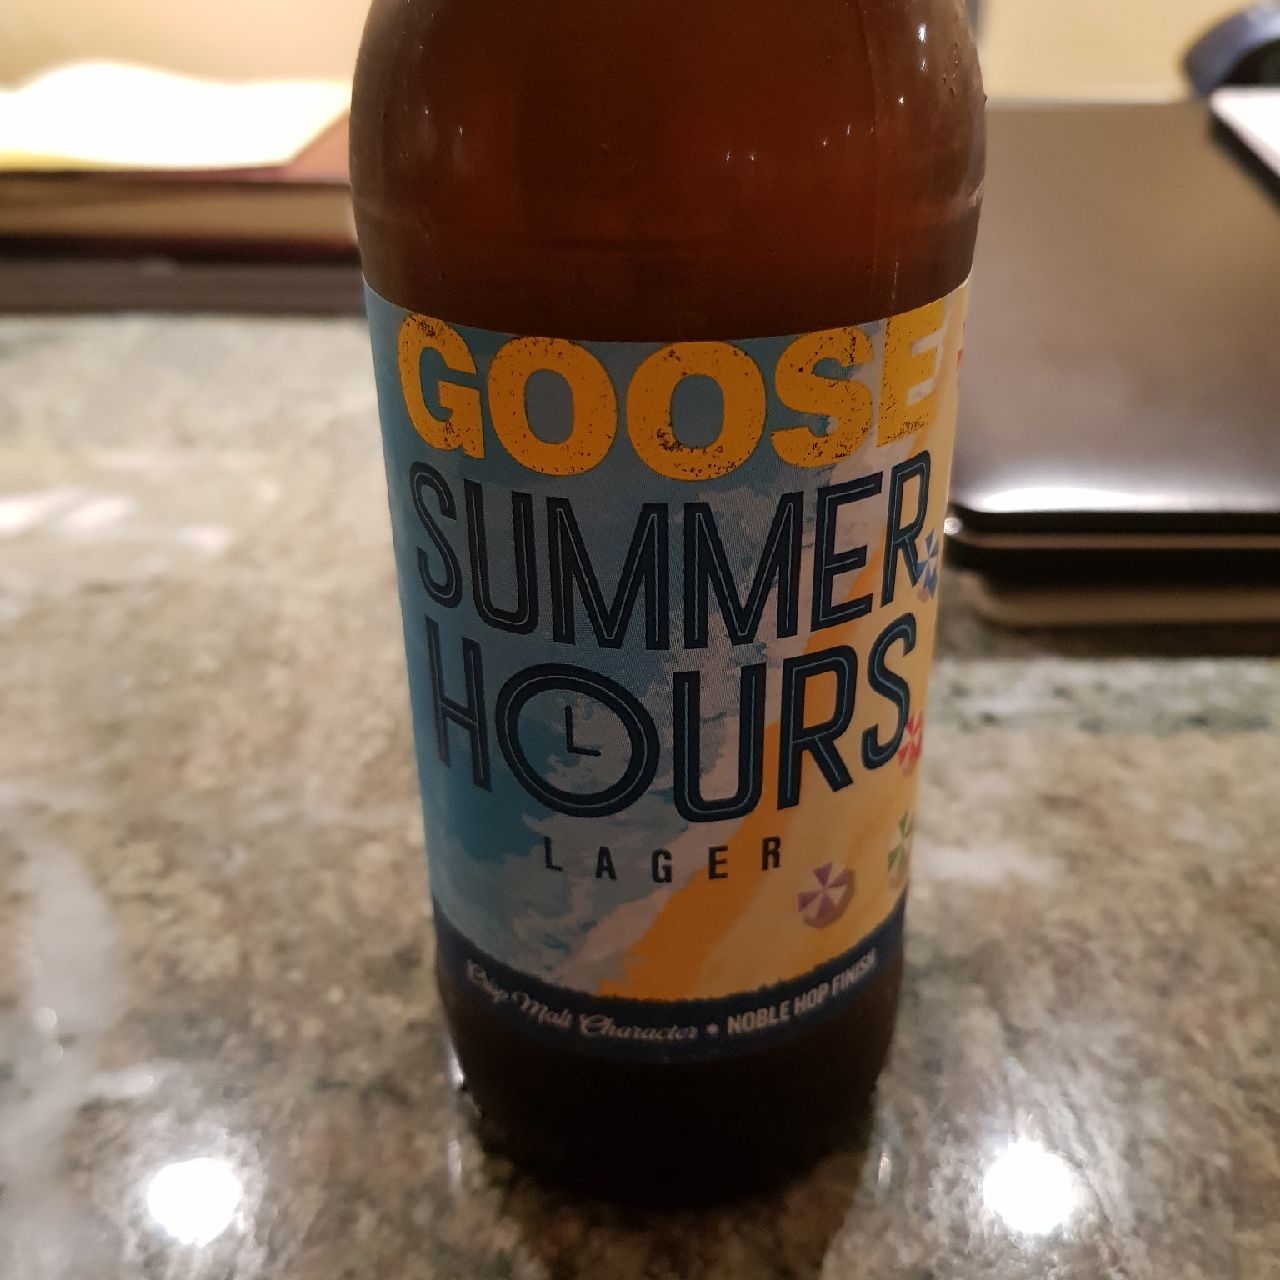 GOOSE
SUMMER
HOURS
LAGER
Crisp Malt Character • NOBLE HOP FINISH